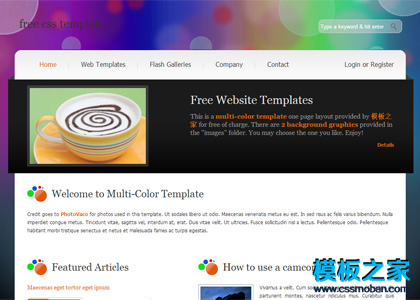 free css template
Type a keyword & hit enter
Home
Web Templates
Flash Galleries
Company
Contact
Login or Register
Free Website Templates
This is a multi-color template one page layout provided by 模板之
家 for free of charge. There are 2 background graphics provided in
the "images" folder. You may choose the one you like. Enjoy!
Details
Welcome to Multi-Color Template
Credit goes to PhotoVaco for photos used in this template. Ut sodales libero ut odio. Maecenas venenatis metus eu est. In sed risus ac felis varius bibendum. Nulla
imperdiet congue metus. Tincidunt vitae, sagittis vel, interdum at, erat. Duis vitae velit. Ut ultricies. Fusce sollicitudin nul a lectus. Pellentesque odio. Pellentesque
habitant morbi tristique senectus et netus et malesuada fames ac turpis egestas.
Featured Articles
How to use a camco
Maecenas eget tortor eget ipsum
Vivamus a velit. Cum sociis
parturient montes, nascetur ridiculus mus.
模板之家
www.cssmoban.com